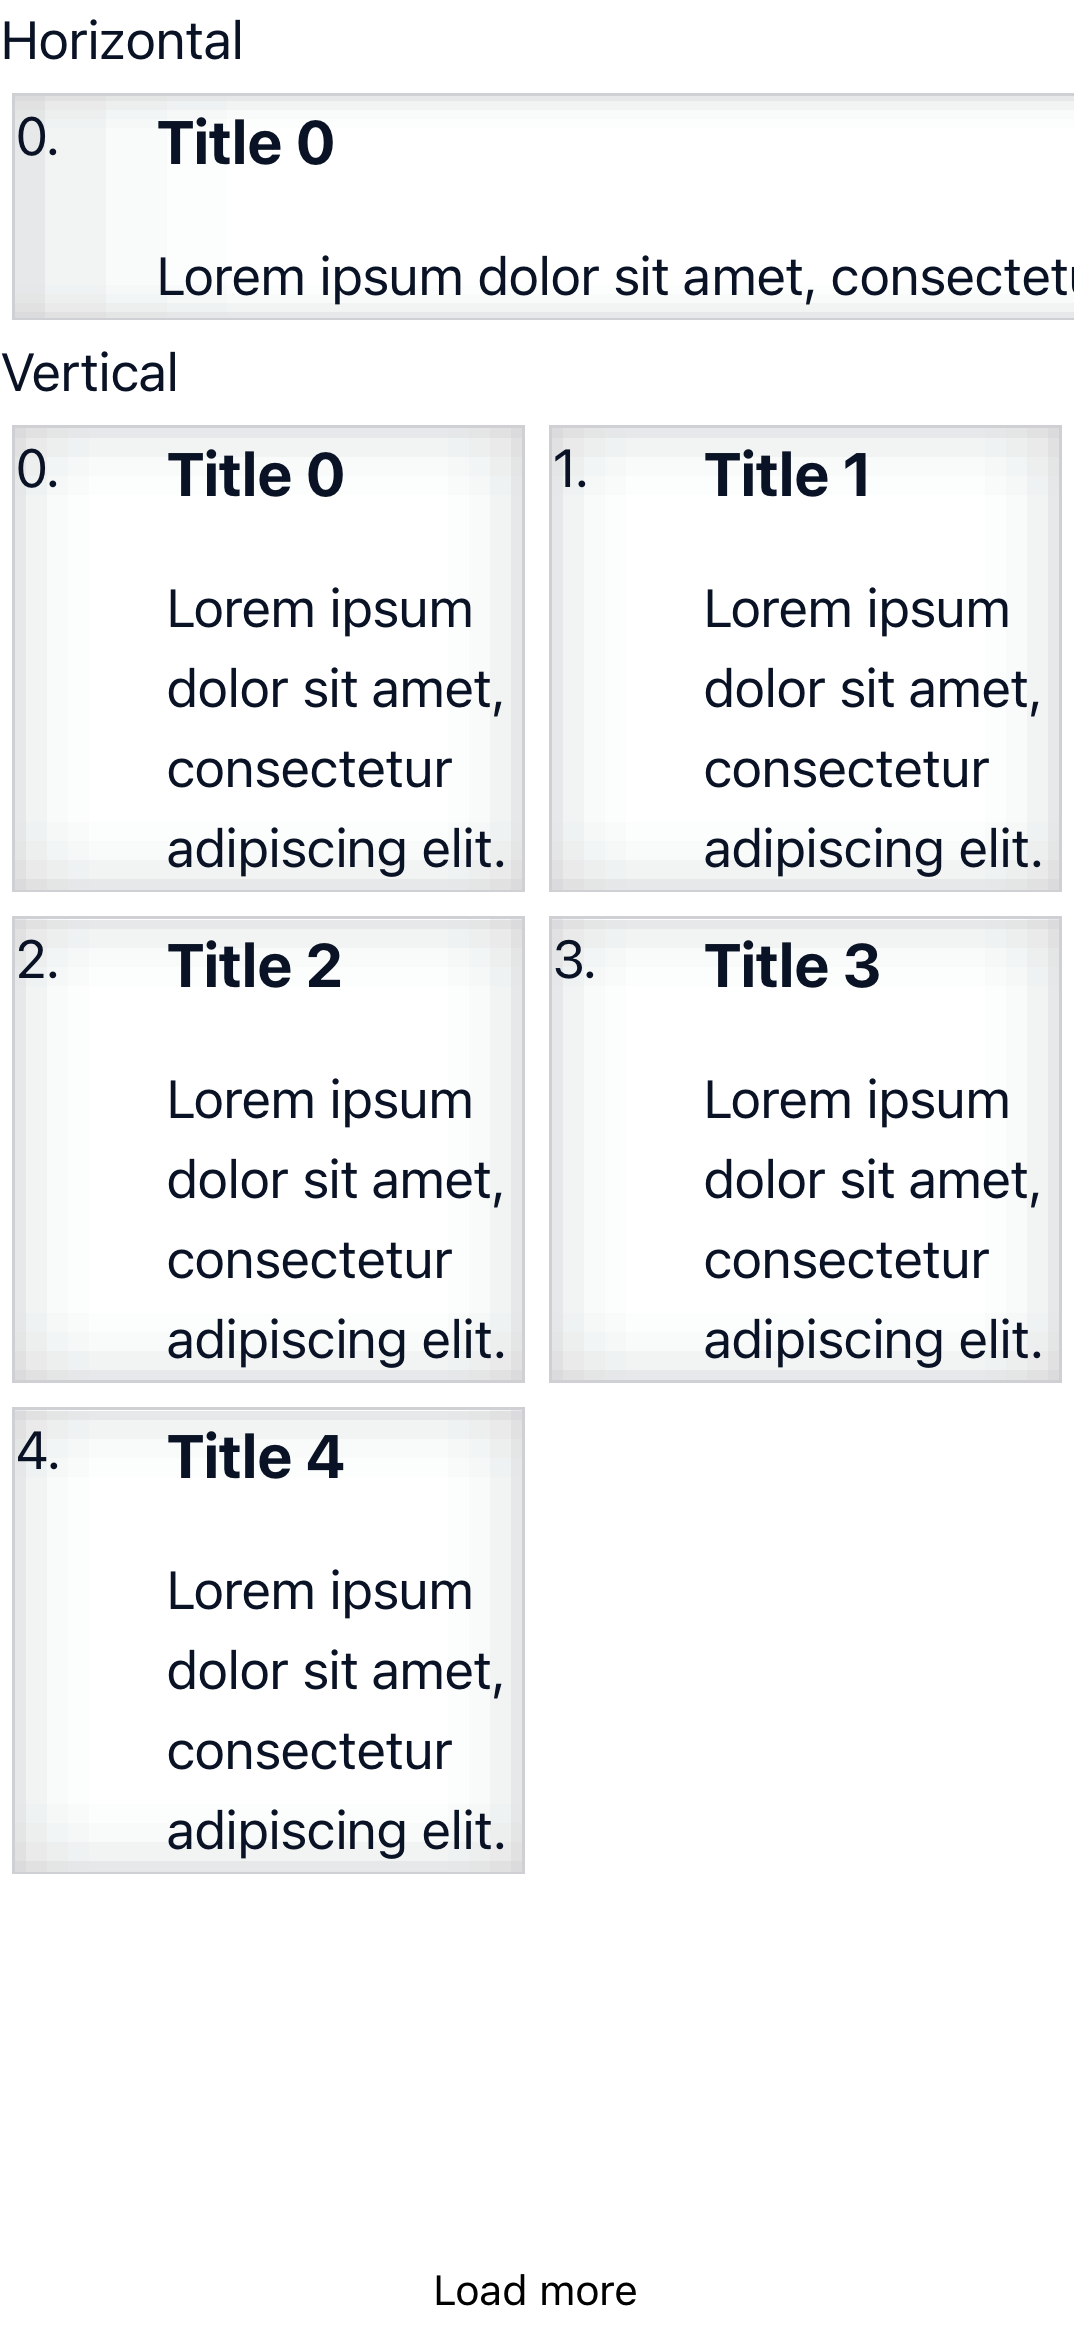 Horizontal
0. Title 0
Lorem ipsum dolor sit amet,
Vertical
0. Title 0
Lorem ipsum
dolor sit amet,
consectetur
adipiscing elit.
1. Title 1
Lorem ipsum
dolor sit amet,
consectetur
adipiscing elit.
2. Title 2
Lorem ipsum
dolor sit amet,
consectetur
adipiscing elit.
3. Title 3
Lorem ipsum
dolor sit amet,
consectetur
adipiscing elit.
4. Title 4
Lorem ipsum
dolor sit amet,
consectetur
adipiscing elit.
Load more